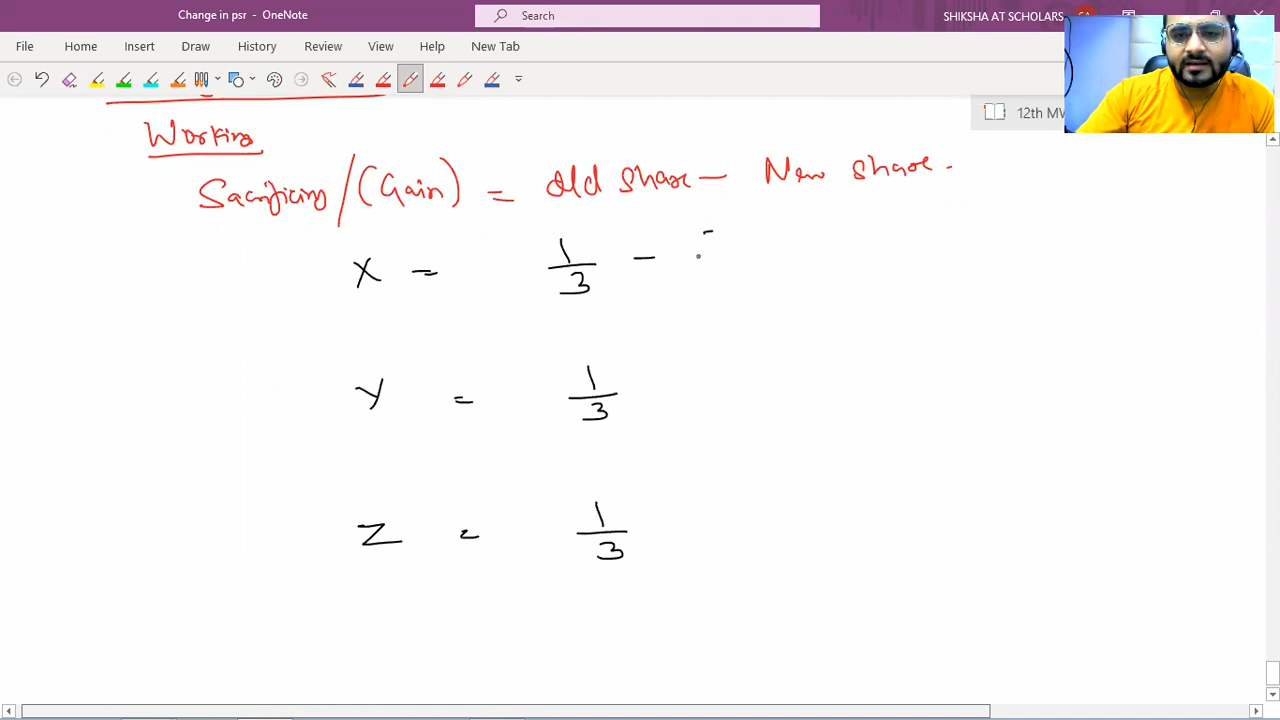 Change in psr - OneNote
Search
SHIKSHA AT SCHOLARS
File Home Insert Draw History Review View Help New Tab
12th
Working
Sacrificing/(Gain) = Old share - New share.
X = 1/3 -
Y = 1/3
Z = 1/3